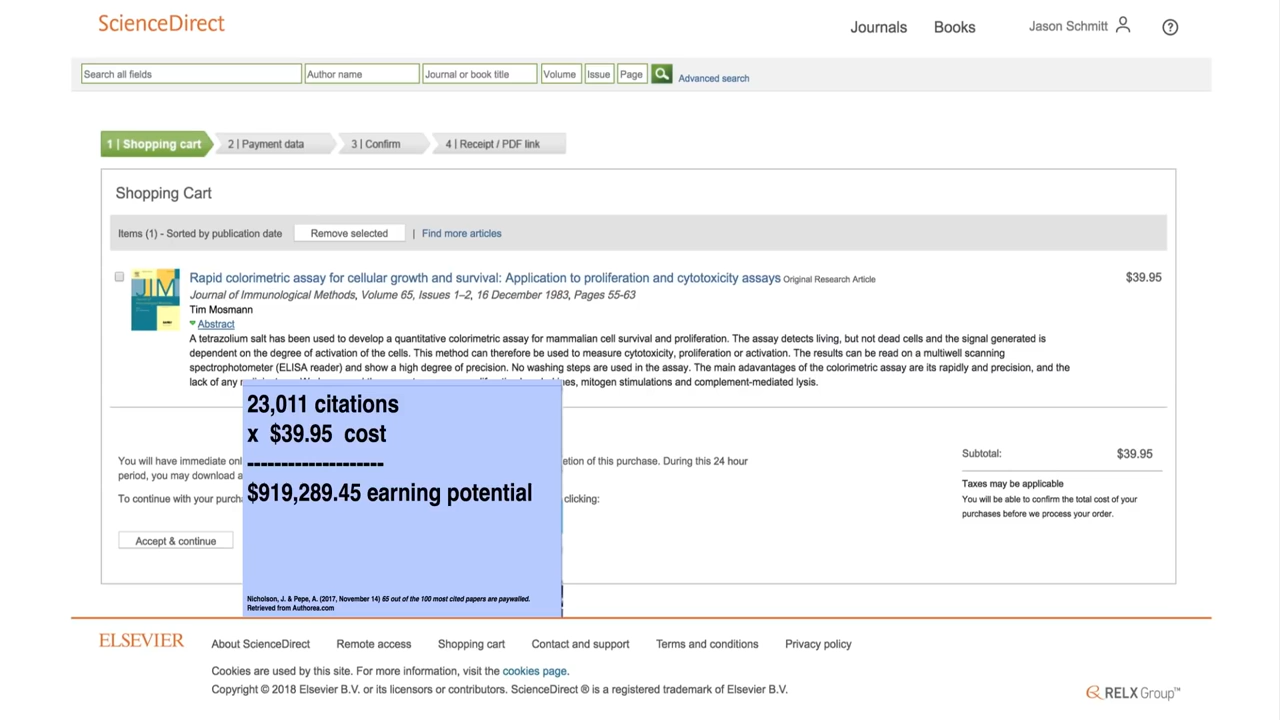 ScienceDirect
Journals Books Jason Schmitt ?
Search all fields Author name Journal or book title Volume Issue Page Advanced search
1 | Shopping cart 2 | Payment data 3 | Confirm 4 | Receipt / PDF link
Shopping Cart
Items (1) - Sorted by publication date Remove selected | Find more articles
Rapid colorimetric assay for cellular growth and survival: Application to proliferation and cytotoxicity assays Original Research Article $39.95
Journal of Immunological Methods, Volume 65, Issues 1–2, 16 December 1983, Pages 55-63
JIM
Tim Mosmann
Abstract
A tetrazolium salt has been used to develop a quantitative colorimetric assay for mammalian cell survival and proliferation. The assay detects living, but not dead cells and the signal generated is
dependent on the degree of activation of the cells. This method can therefore be used to measure cytotoxicity, proliferation or activation. The results can be read on a multiwell scanning
spectrophotometer (ELISA reader) and show a high degree of precision. No washing steps are used in the assay. The main adavantages of the colorimetric assay are its rapidly and precision, and the
lack of any mitogen stimulations and complement-mediated lysis.
23,011 citations
x $39.95 cost
--------------------
$919,289.45 earning potential
Nicholson, J. & Pepe, A. (2017, November 14) 65 out of the 100 most cited papers are paywalled.
Retrieved from Authorea.com
You will have immediate etion of this purchase. During this 24 hour
period, you may download a
To continue with your clicking:
Accept & continue
Subtotal: $39.95
Taxes may be applicable
You will be able to confirm the total cost of your
purchases before we process your order.
ELSEVIER About ScienceDirect Remote access Shopping cart Contact and support Terms and conditions Privacy policy
Cookies are used by this site. For more information, visit the cookies page.
Copyright © 2018 Elsevier B.V. or its licensors or contributors. ScienceDirect ® is a registered trademark of Elsevier B.V.
RELX Group™